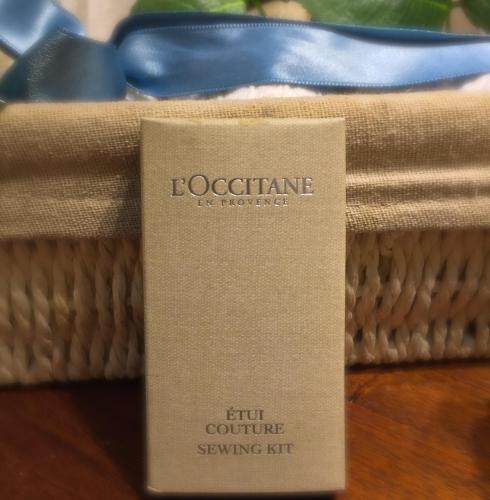 L'OCCITANE
EN PROVENCE
ÉTUI
COUTURE
SEWING KIT